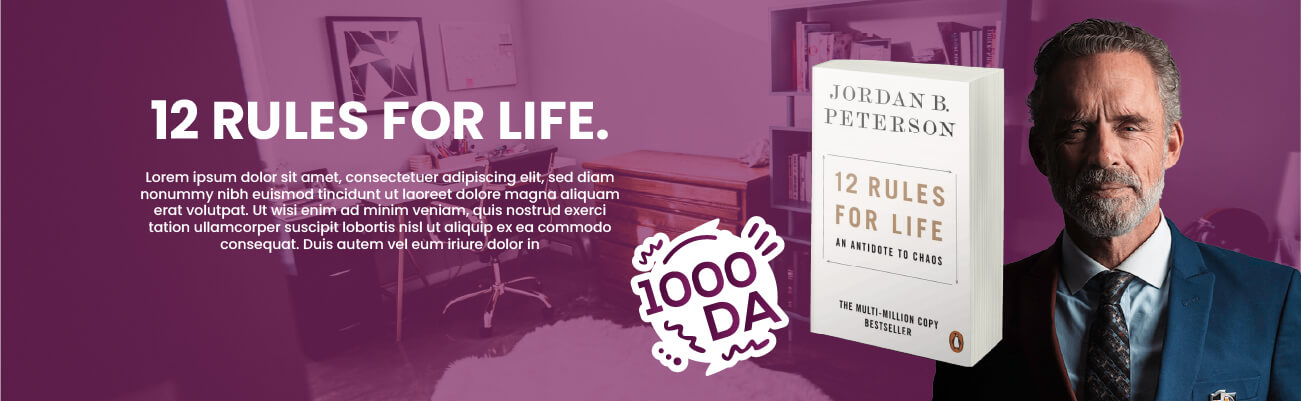 12 RULES FOR LIFE.
Lorem ipsum dolor sit amet, consectetuer adipiscing elit, sed diam
nonummy nibh euismod tincidunt ut laoreet dolore magna aliquam
erat volutpat. Ut wisi enim ad minim veniam, quis nostrud exerci
tation ullamcorper suscipit lobortis nisl ut aliquip ex ea commodo
consequat. Duis autem vel eum iriure dolor in
1000
DA
JORDAN B.
PETERSON
12 RULES
FOR LIFE
AN ANTIDOTE TO CHAOS
THE MULTI-MILLION COPY
BESTSELLER